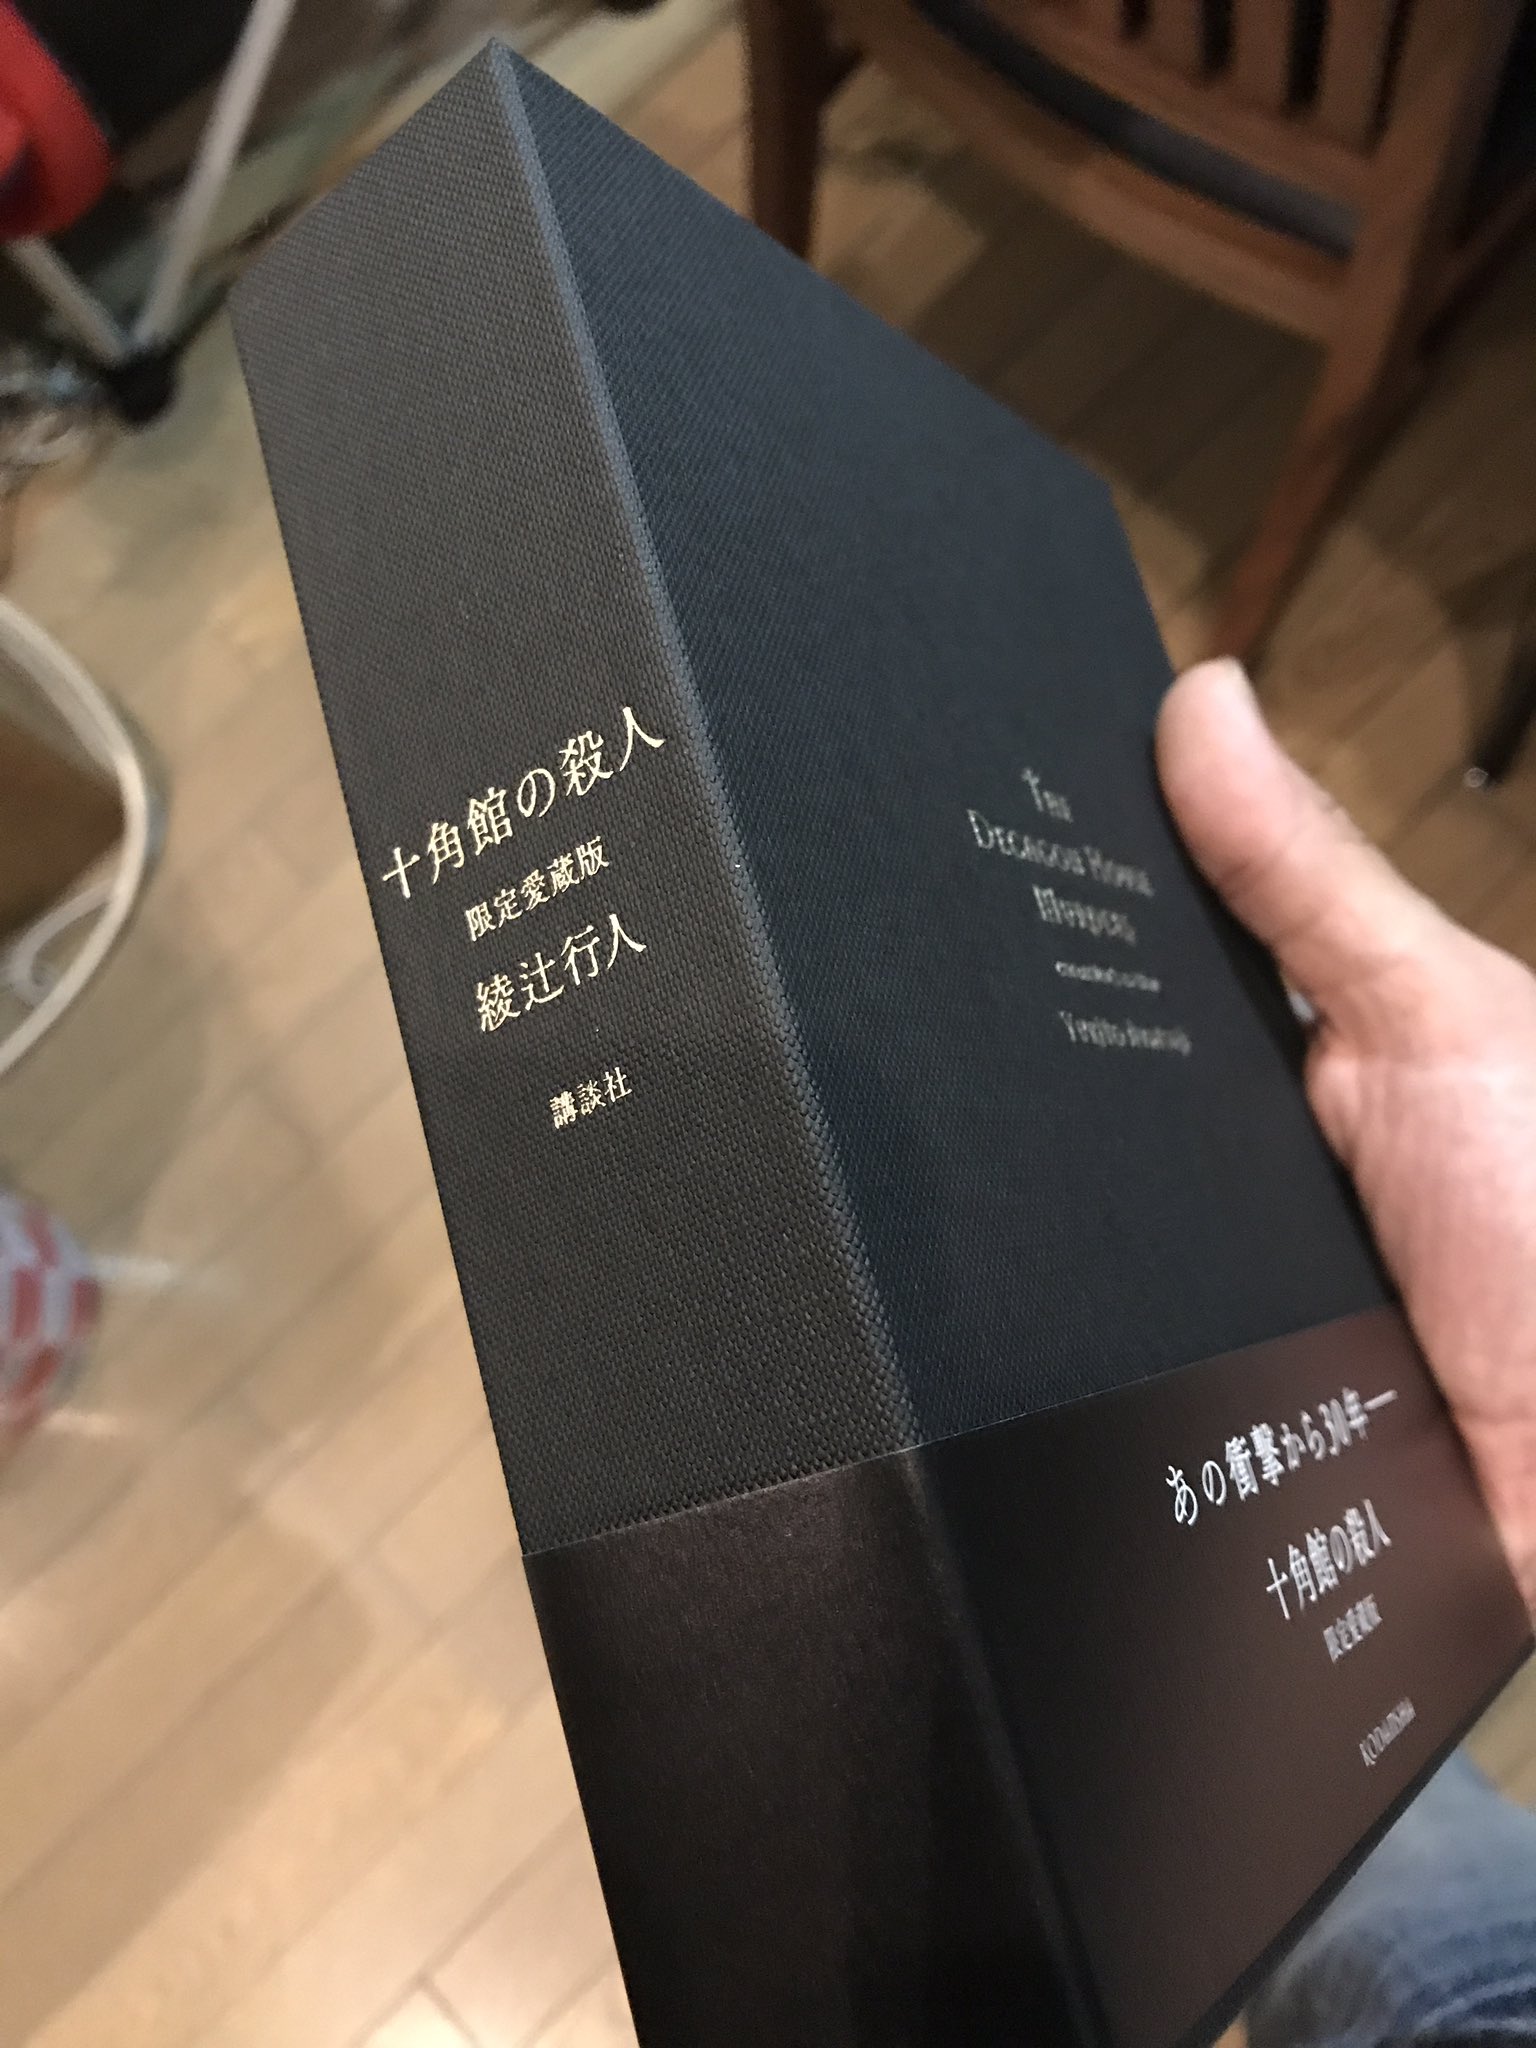 十角館の殺人
限定愛蔵版
綾辻行人
講談社
THE
DECAGON HOUSE
MURDERS
Yukito Ayatsuji
あの衝撃から30年―
十角館の殺人
限定愛蔵版
KODANSHA